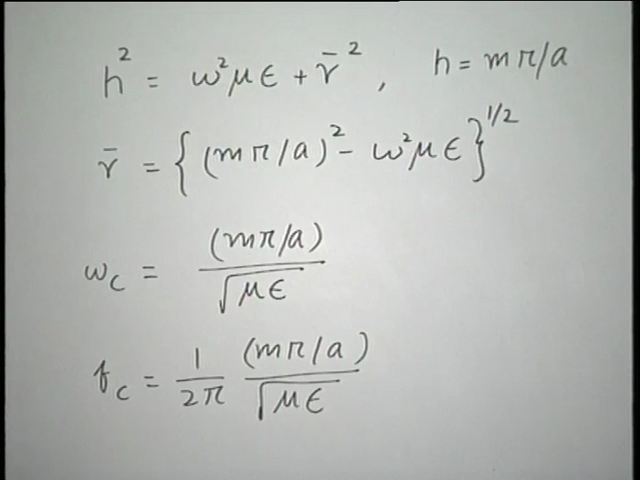 h² = ω²με + γ̄², h = mπ/a
γ̄ = {(mπ/a)² - ω²με}^1/2
ω_c = (mπ/a) / √με
f_c = 1/2π (mπ/a) / √με